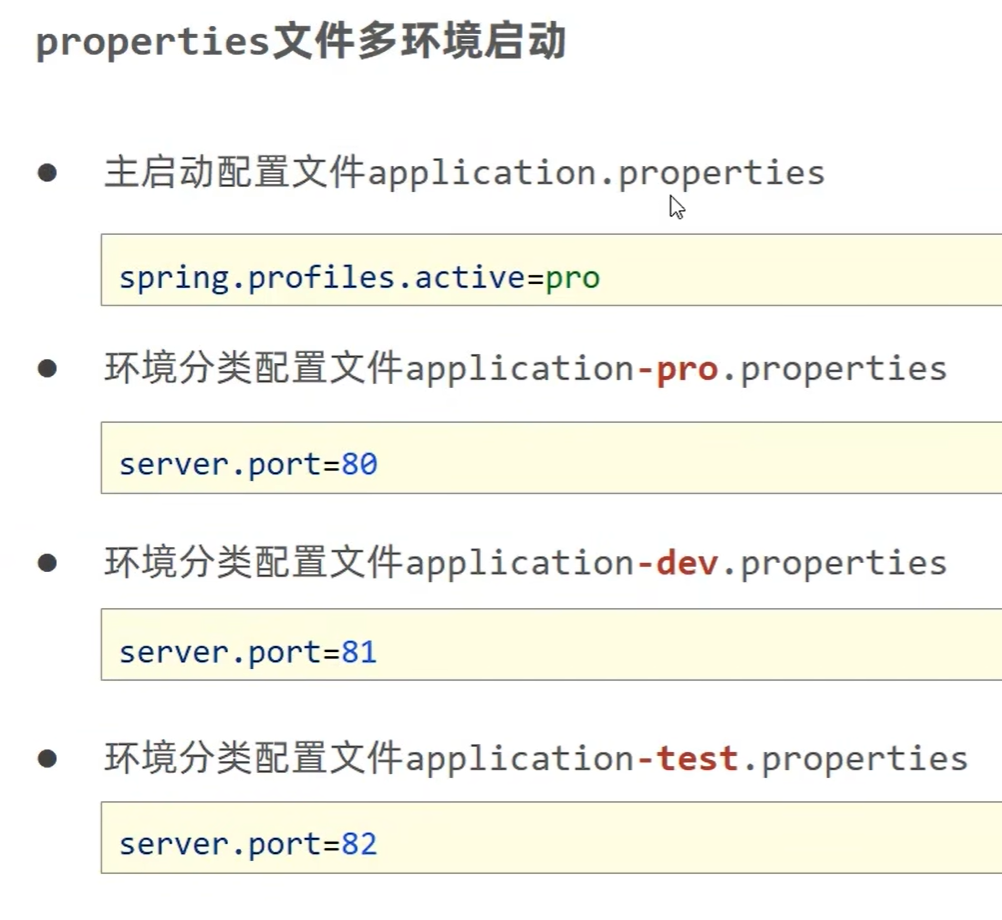 properties文件多环境启动
● 主启动配置文件application.properties
spring.profiles.active=pro
● 环境分类配置文件application-pro.properties
server.port=80
● 环境分类配置文件application-dev.properties
server.port=81
● 环境分类配置文件application-test.properties
server.port=82